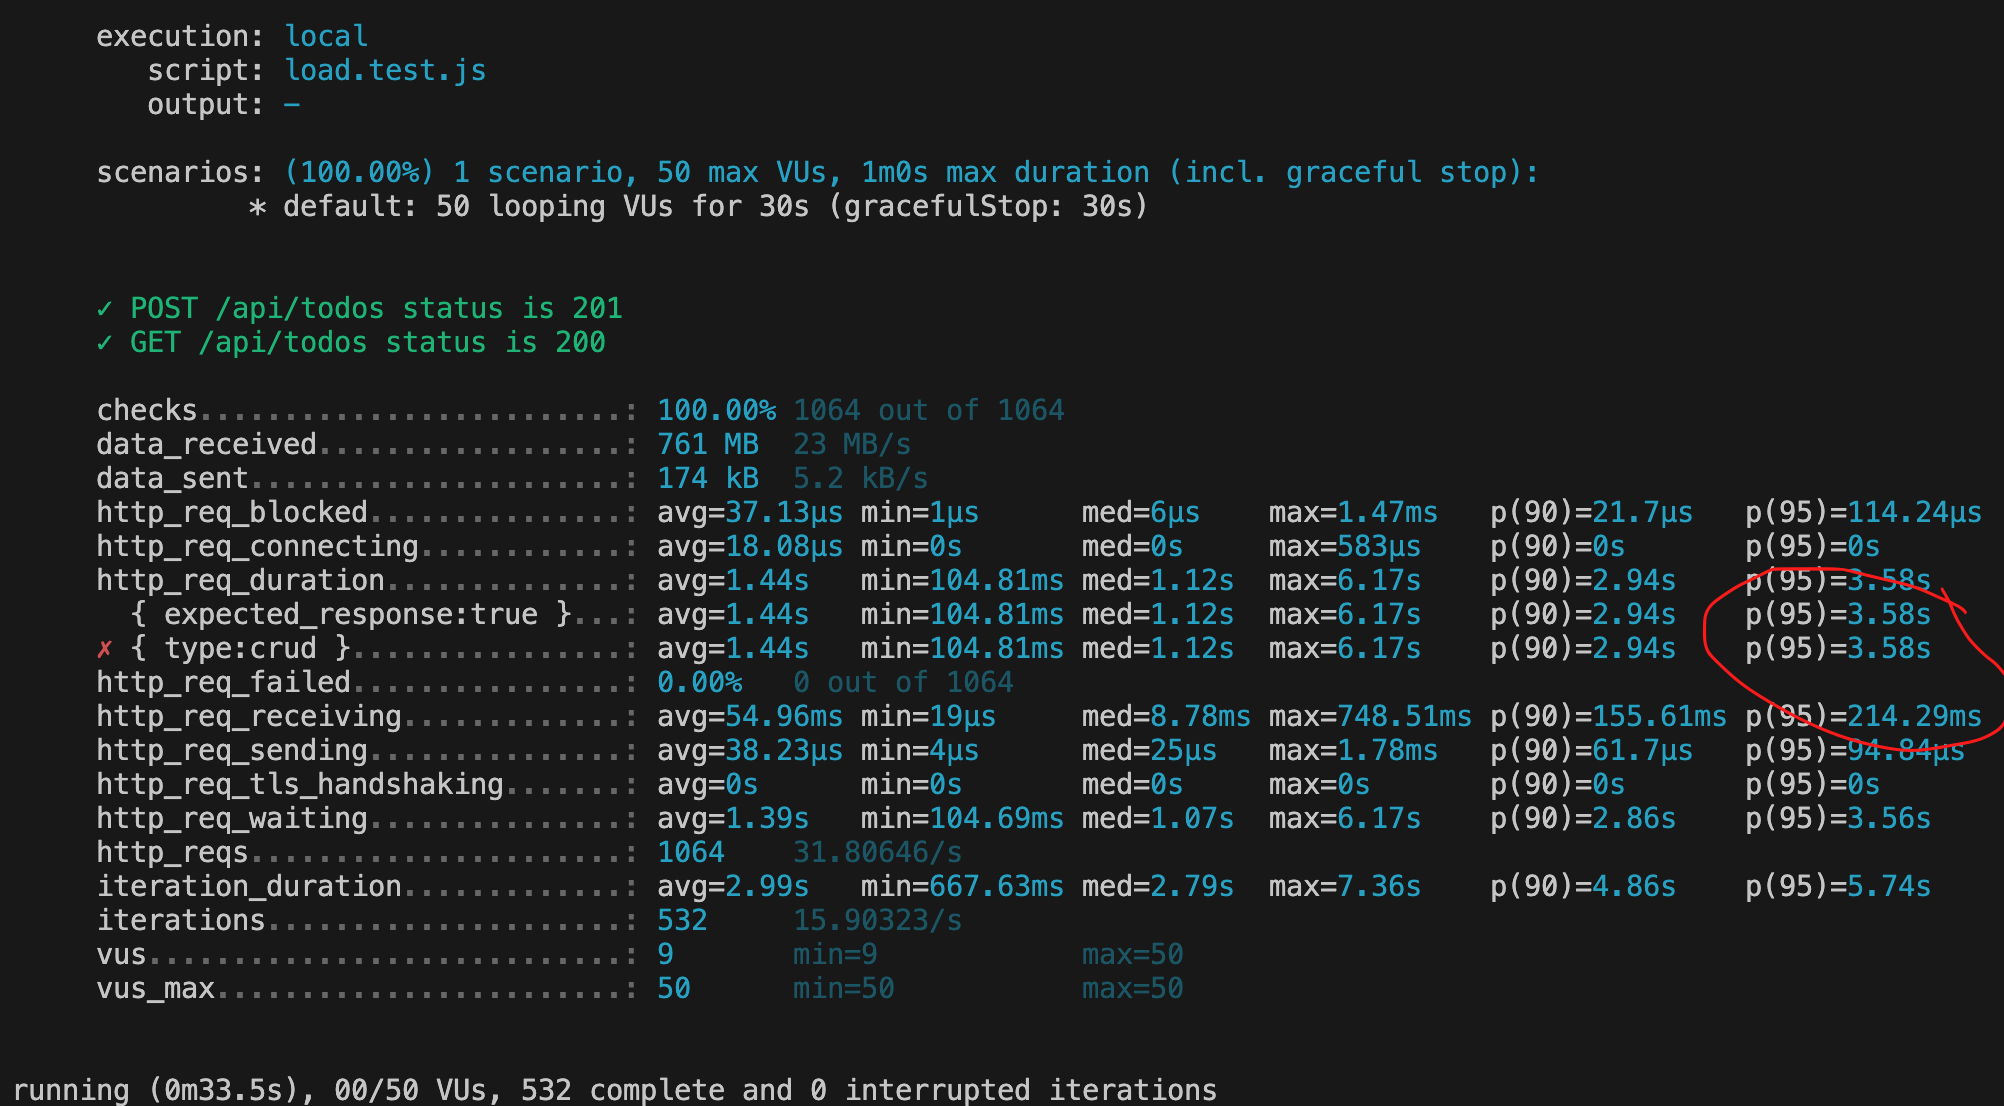 execution: local
script: load.test.js
output: –
scenarios: (100.00%) 1 scenario, 50 max VUs, 1m0s max duration (incl. graceful stop):
* default: 50 looping VUs for 30s (gracefulStop: 30s)
✓ POST /api/todos status is 201
✓ GET /api/todos status is 200
checks.........................: 100.00% 1064 out of 1064
data_received..................: 761 MB 23 MB/s
data_sent......................: 174 kB 5.2 kB/s
http_req_blocked...............: avg=37.13µs min=1µs med=6µs max=1.47ms p(90)=21.7µs p(95)=114.24µs
http_req_connecting............: avg=18.08µs min=0s med=0s max=583µs p(90)=0s p(95)=0s
http_req_duration..............: avg=1.44s min=104.81ms med=1.12s max=6.17s p(90)=2.94s p(95)=3.58s
{ expected_response:true }...: avg=1.44s min=104.81ms med=1.12s max=6.17s p(90)=2.94s p(95)=3.58s
✗ { type:crud }................: avg=1.44s min=104.81ms med=1.12s max=6.17s p(90)=2.94s p(95)=3.58s
http_req_failed................: 0.00% 0 out of 1064
http_req_receiving.............: avg=54.96ms min=19µs med=8.78ms max=748.51ms p(90)=155.61ms p(95)=214.29ms
http_req_sending...............: avg=38.23µs min=4µs med=25µs max=1.78ms p(90)=61.7µs p(95)=94.84µs
http_req_tls_handshaking.......: avg=0s min=0s med=0s max=0s p(90)=0s p(95)=0s
http_req_waiting...............: avg=1.39s min=104.69ms med=1.07s max=6.17s p(90)=2.86s p(95)=3.56s
http_reqs......................: 1064 31.80646/s
iteration_duration.............: avg=2.99s min=667.63ms med=2.79s max=7.36s p(90)=4.86s p(95)=5.74s
iterations.....................: 532 15.90323/s
vus............................: 9 min=9 max=50
vus_max........................: 50 min=50 max=50
running (0m33.5s), 00/50 VUs, 532 complete and 0 interrupted iterations